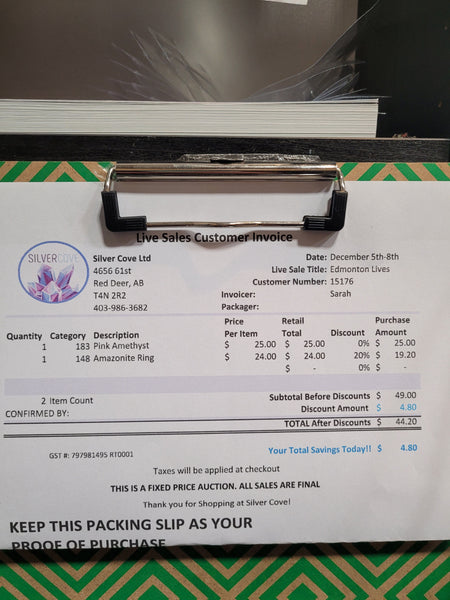 Live Sales Customer Invoice
SILVERCOVE
Silver Cove Ltd
4656 61st
Red Deer, AB
T4N 2R2
403-986-3682
Date: December 5th-8th
Live Sale Title: Edmonton Lives
Customer Number: 15176
Invoicer: Sarah
Packager:
Quantity Category Description Price Per Item Retail Total Discount Purchase Amount
1 183 Pink Amethyst $ 25.00 $ 25.00 0% $ 25.00
1 148 Amazonite Ring $ 24.00 $ 24.00 20% $ 19.20
$ - 0% $ -
2 Item Count
CONFIRMED BY:
Subtotal Before Discounts $ 49.00
Discount Amount $ 4.80
TOTAL After Discounts $ 44.20
GST #: 797981495 RT0001
Your Total Savings Today!! $ 4.80
Taxes will be applied at checkout
THIS IS A FIXED PRICE AUCTION. ALL SALES ARE FINAL
Thank you for Shopping at Silver Cove!
KEEP THIS PACKING SLIP AS YOUR
PROOF OF PURCHASE